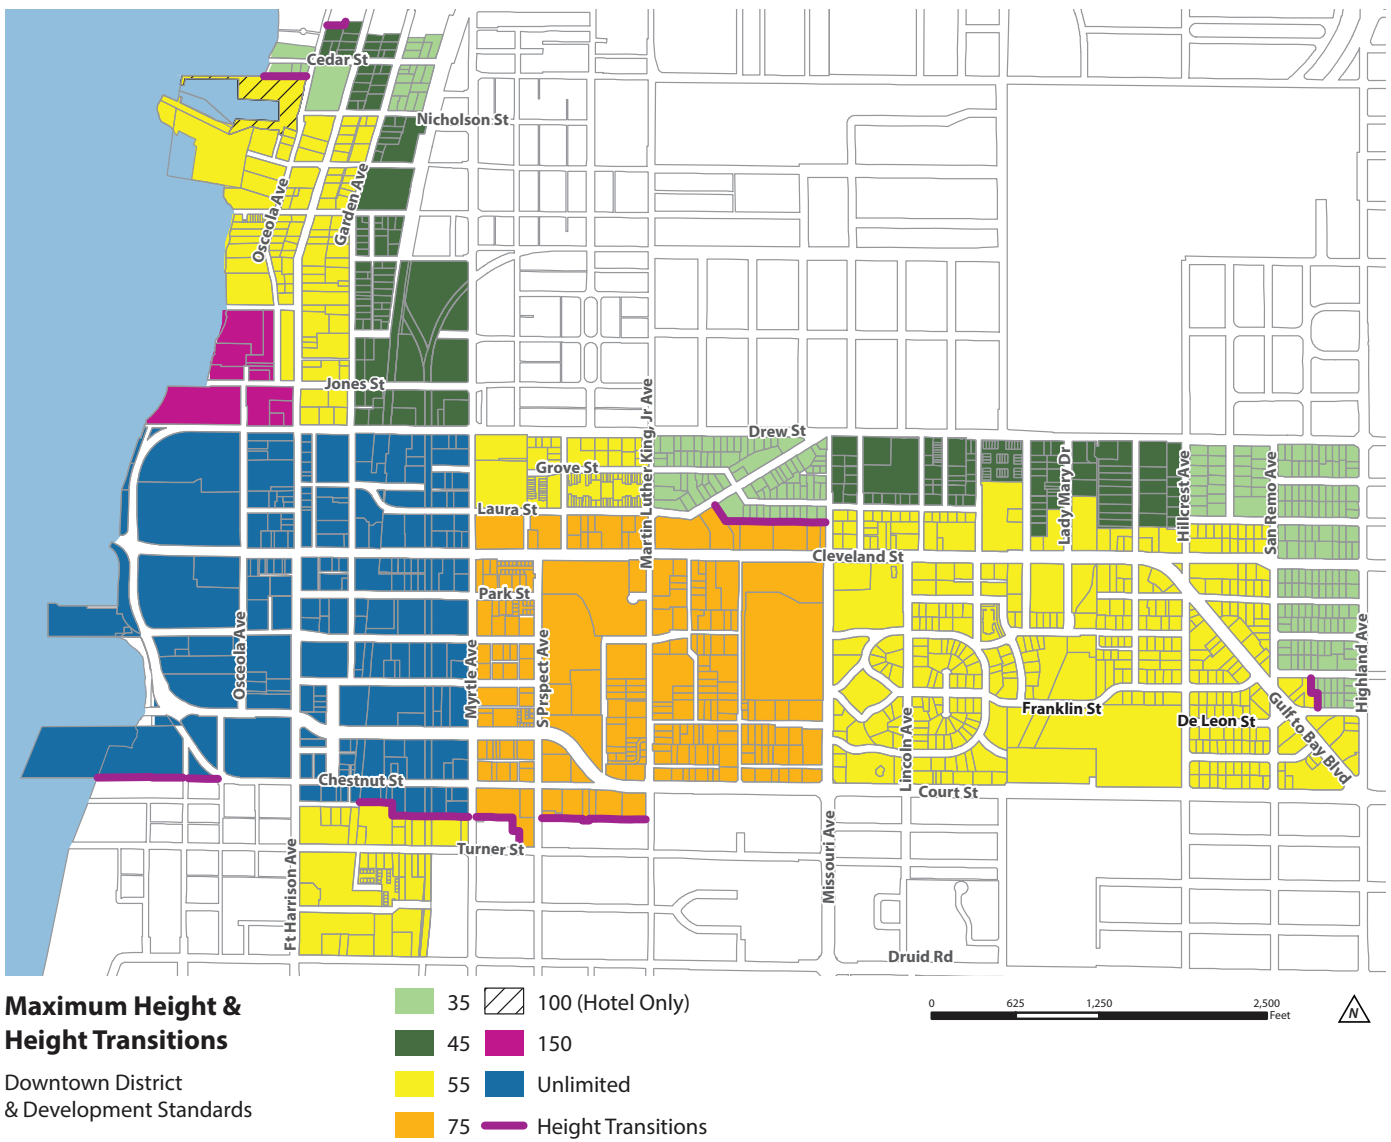 Cedar St
Nicholson St
Osceola Ave
Garden Ave
Jones St
Martin Luther King, Jr Ave
Drew St
Grove St
Laura St
Lady Mary Dr
Hillcrest Ave
San Remo Ave
Cleveland St
Park St
Osceola Ave
Myrtle Ave
S Prspect Ave
Highland Ave
Franklin St
De Leon St
Gulf to Bay Blvd
Lincoln Ave
Chestnut St
Court St
Missouri Ave
Turner St
Ft Harrison Ave
Druid Rd
Maximum Height &
Height Transitions
Downtown District
& Development Standards
35
45
55
75
100 (Hotel Only)
150
Unlimited
Height Transitions
0 625 1,250 2,500
Feet
N